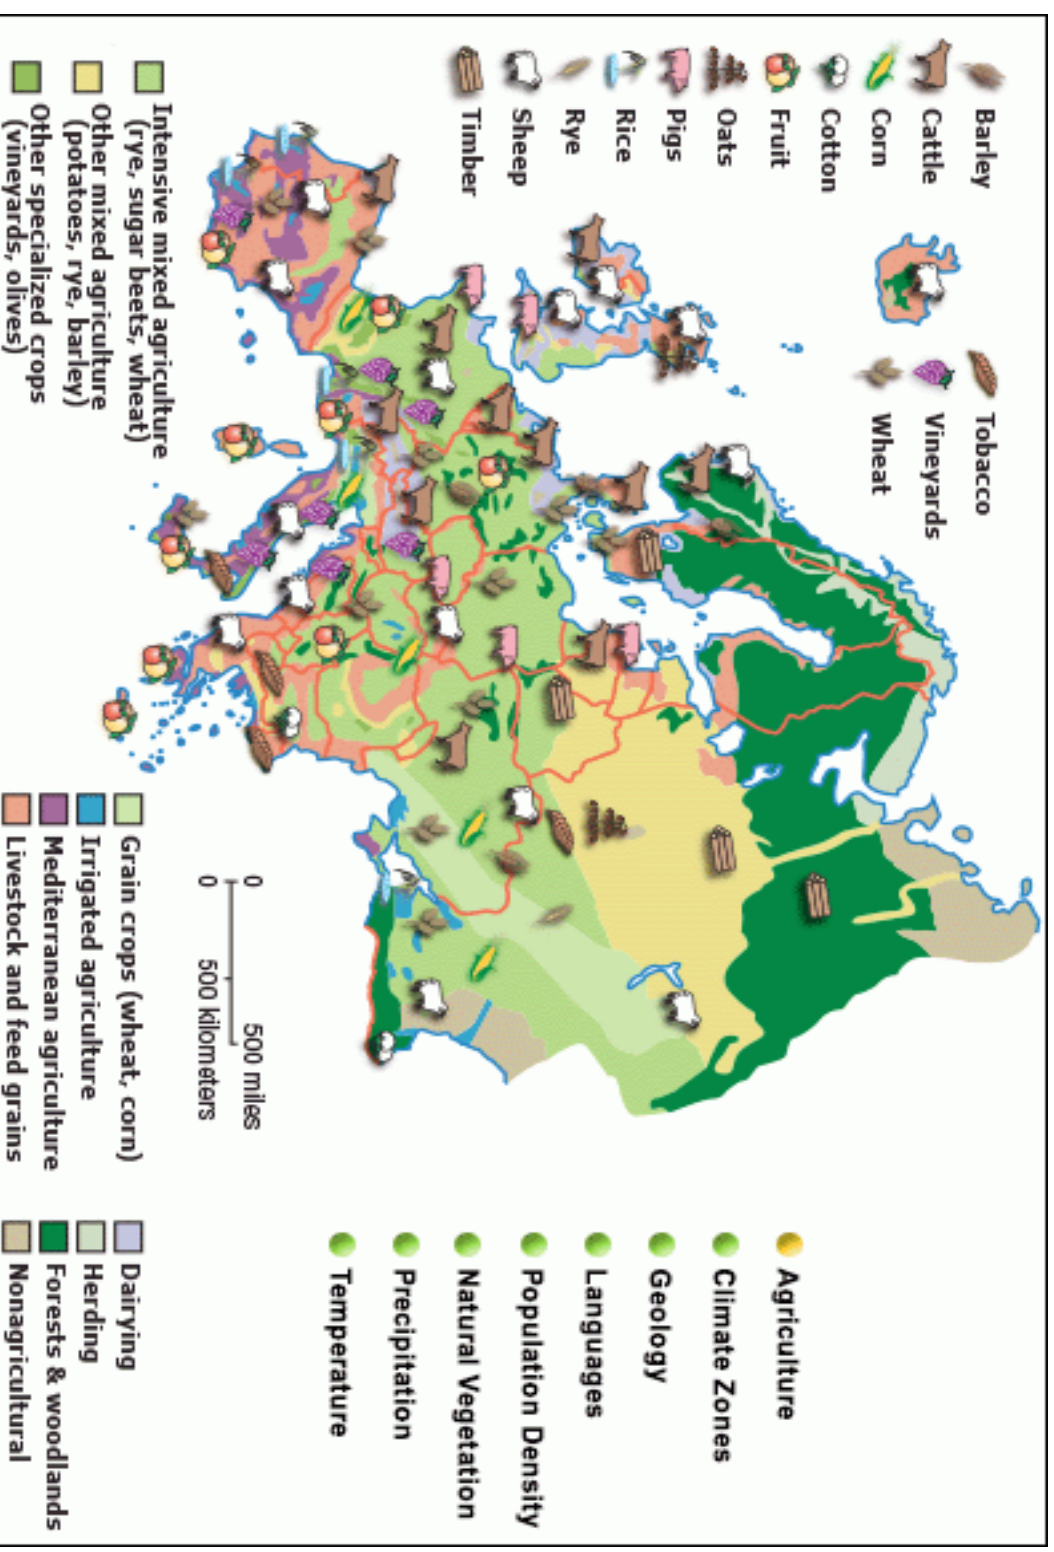 Barley
Cattle
Corn
Cotton
Fruit
Oats
Pigs
Rice
Rye
Sheep
Timber
Tobacco
Vineyards
Wheat
Agriculture
Climate Zones
Geology
Languages
Population Density
Natural Vegetation
Precipitation
Temperature
0 500 miles
0 500 kilometers
Intensive mixed agriculture
(rye, sugar beets, wheat)
Other mixed agriculture
(potatoes, rye, barley)
Other specialized crops
(vineyards, olives)
Grain crops (wheat, corn)
Irrigated agriculture
Mediterranean agriculture
Livestock and feed grains
Dairying
Herding
Forests & woodlands
Nonagricultural